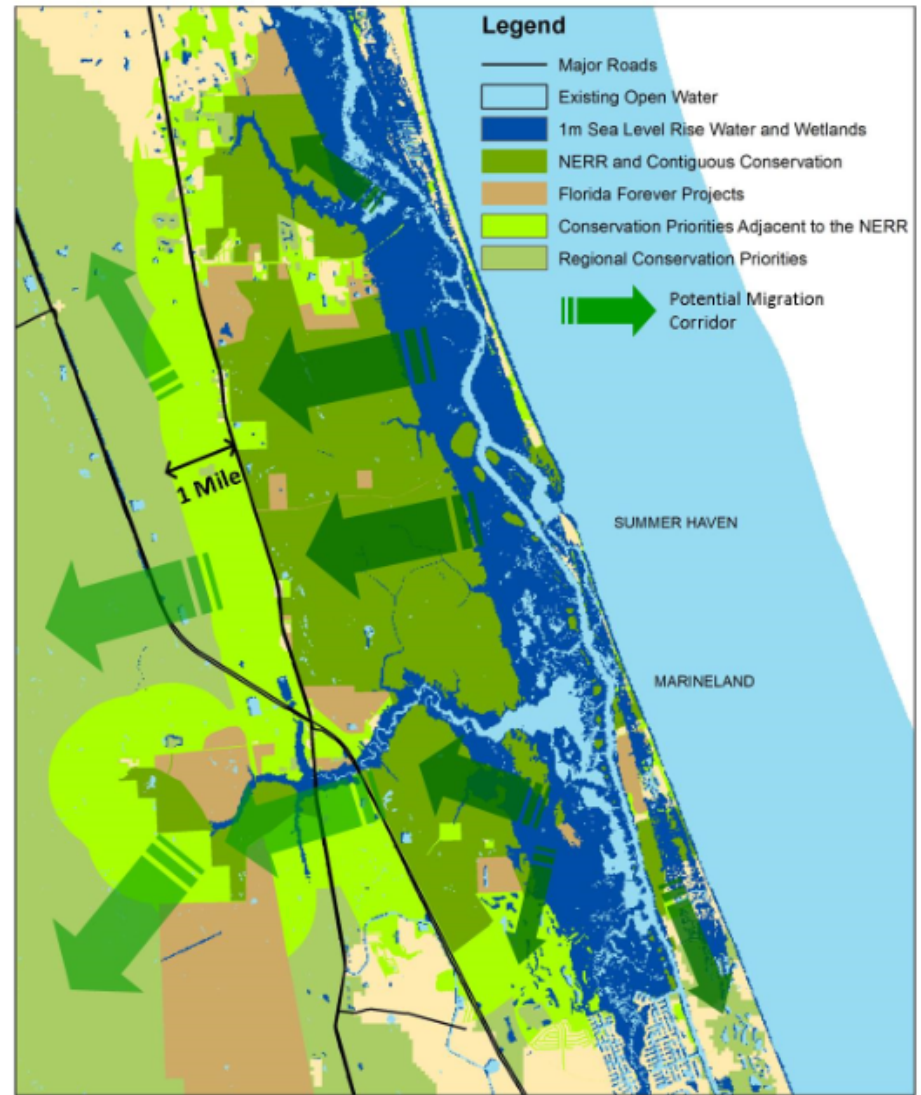 Legend
Major Roads
Existing Open Water
1m Sea Level Rise Water and Wetlands
NERR and Contiguous Conservation
Florida Forever Projects
Conservation Priorities Adjacent to the NERR
Regional Conservation Priorities
Potential Migration
Corridor
1 Mile
SUMMER HAVEN
MARINELAND